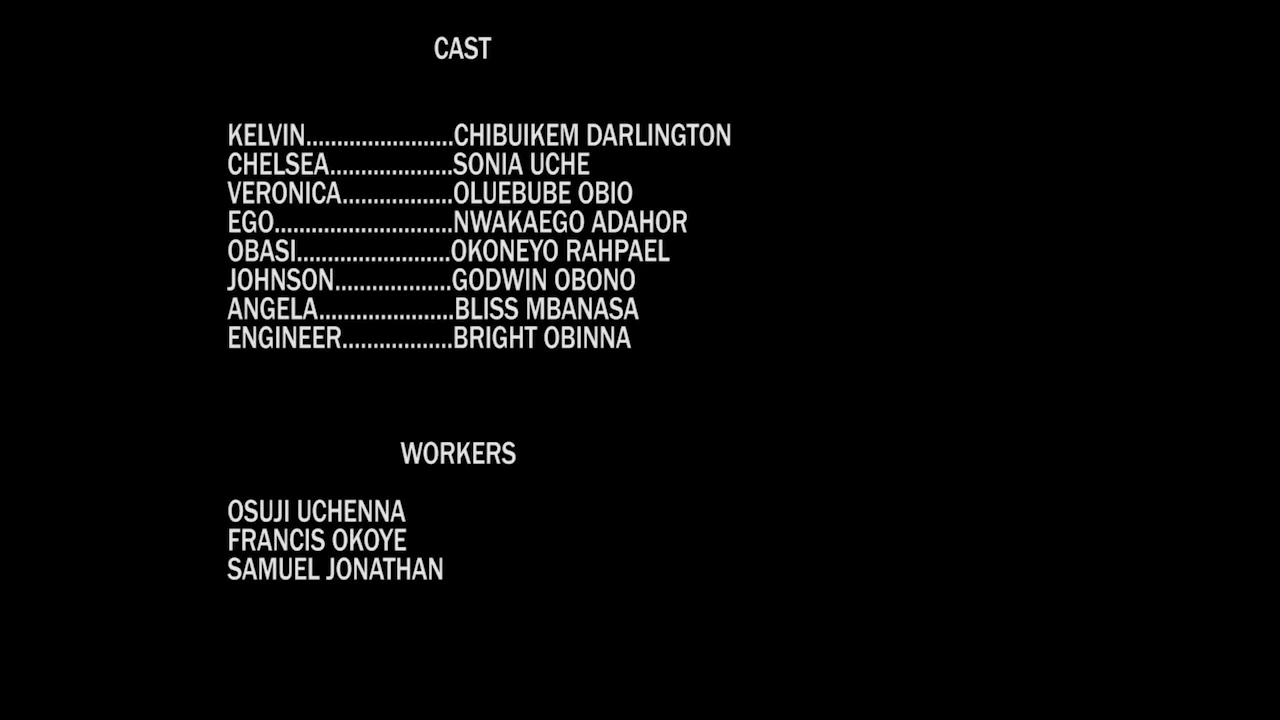 CAST
KELVIN........................CHIBUIKEM DARLINGTON
CHELSEA....................SONIA UCHE
VERONICA..................OLUEBUBE OBIO
EGO.............................NWAKAEGO ADAHOR
OBASI.........................OKONEYO RAHPAEL
JOHNSON...................GODWIN OBONO
ANGELA......................BLISS MBANASA
ENGINEER..................BRIGHT OBINNA
WORKERS
OSUJI UCHENNA
FRANCIS OKOYE
SAMUEL JONATHAN